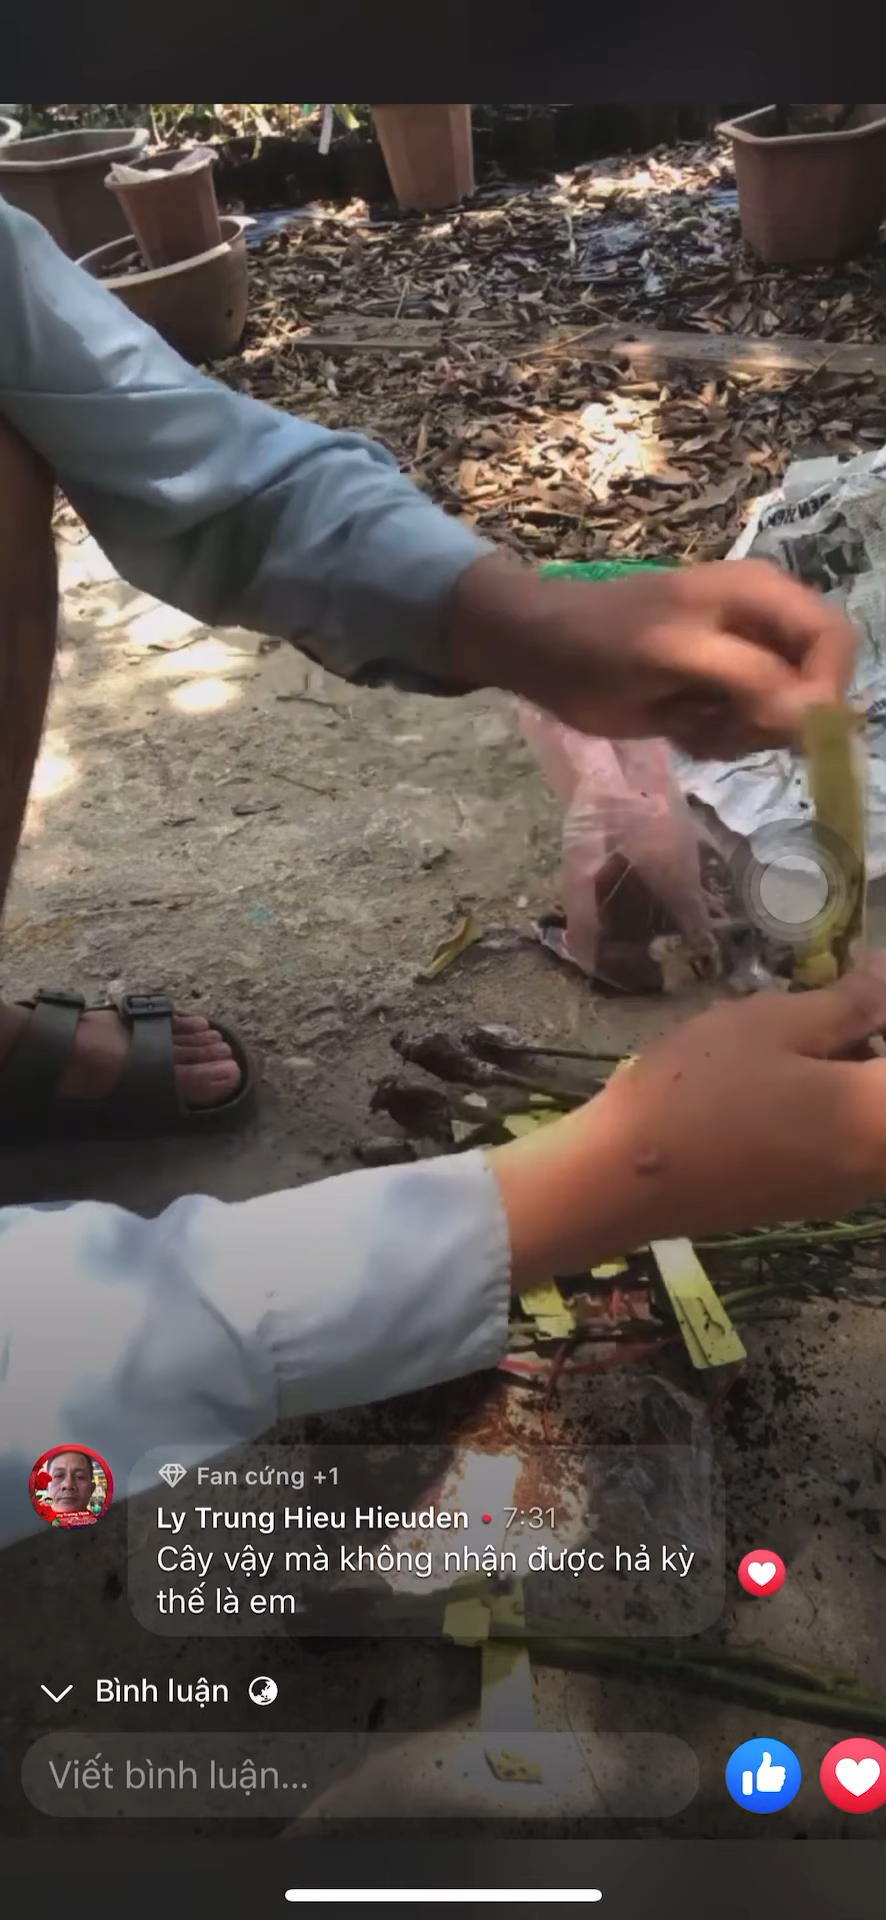 Fan cứng +1
Ly Trung Hieu Hieuden • 7:31
Cây vậy mà không nhận được hả kỳ
thế là em
Bình luận
Viết bình luận...